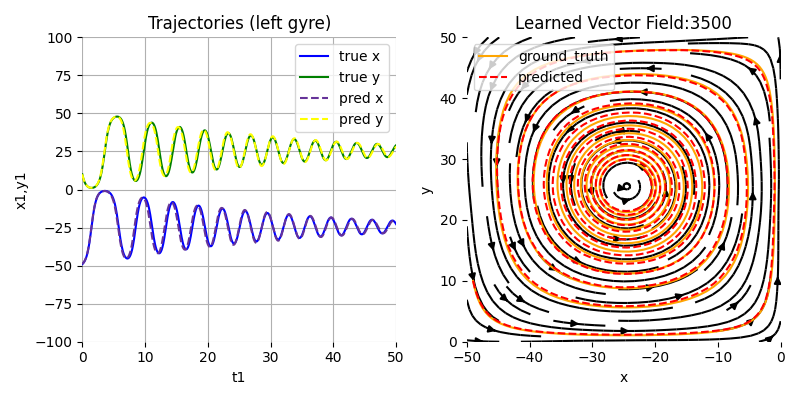 Trajectories (left gyre)
100
75
50
25
0
−25
−50
−75
−100
0
10
20
30
40
50
x1,y1
t1
true x
true y
pred x
pred y
Learned Vector Field:3500
50
40
30
20
10
0
−50
−40
−30
−20
−10
0
y
x
ground_truth
predicted